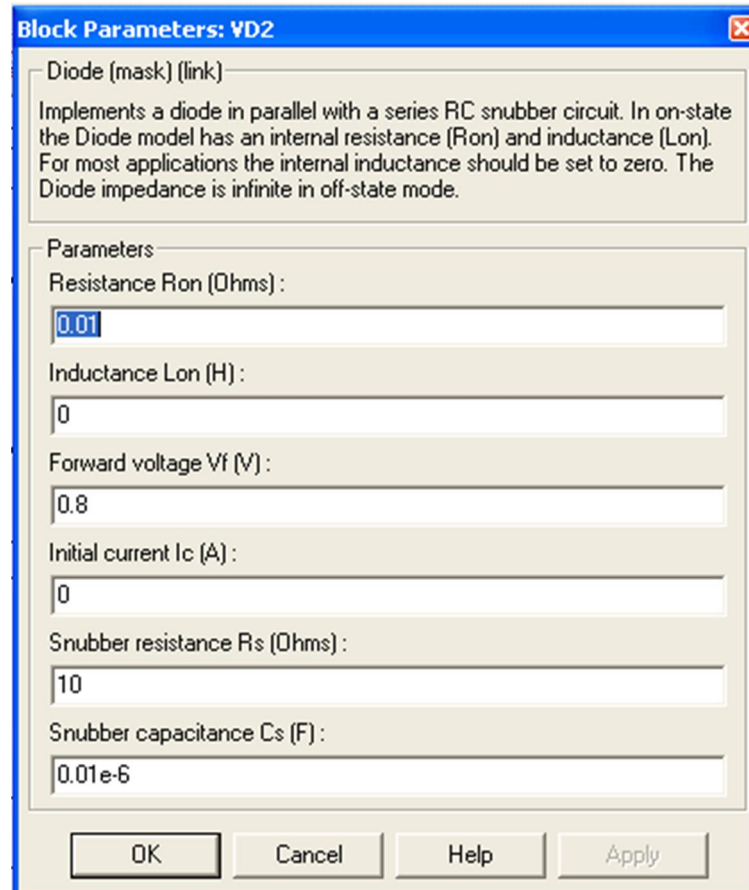 Block Parameters: VD2
Diode (mask) (link)
Implements a diode in parallel with a series RC snubber circuit. In on-state
the Diode model has an internal resistance (Ron) and inductance (Lon).
For most applications the internal inductance should be set to zero. The
Diode impedance is infinite in off-state mode.
Parameters
Resistance Ron (Ohms) :
0.01
Inductance Lon (H) :
0
Forward voltage Vf (V) :
0.8
Initial current Ic (A) :
0
Snubber resistance Rs (Ohms) :
10
Snubber capacitance Cs (F) :
0.01e-6
OK Cancel Help Apply